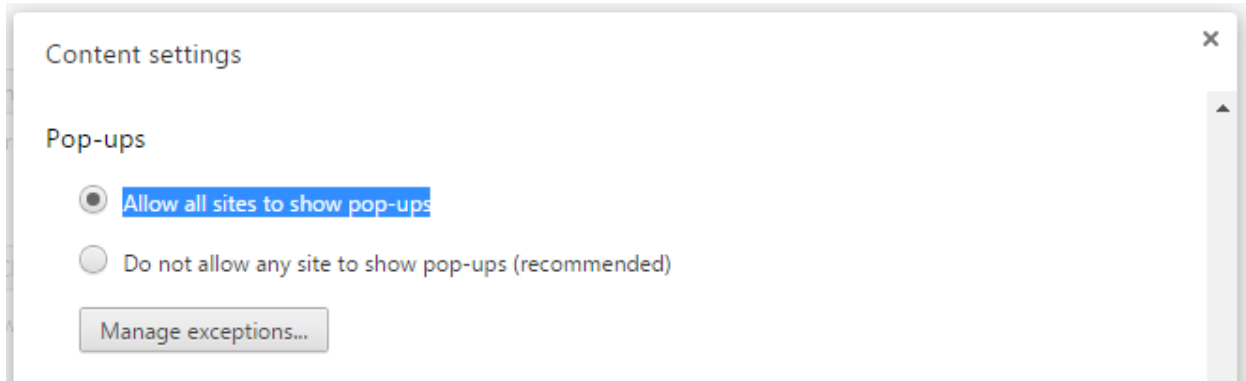 Content settings
Pop-ups
Allow all sites to show pop-ups
Do not allow any site to show pop-ups (recommended)
Manage exceptions...